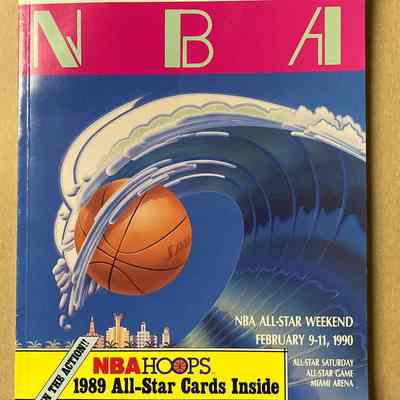 NBA
NBA ALL-STAR WEEKEND
FEBRUARY 9-11, 1990
ALL-STAR SATURDAY
ALL-STAR GAME
MIAMI ARENA
N THE ACTION!!
NBA HOOPS
1989 All-Star Cards Inside